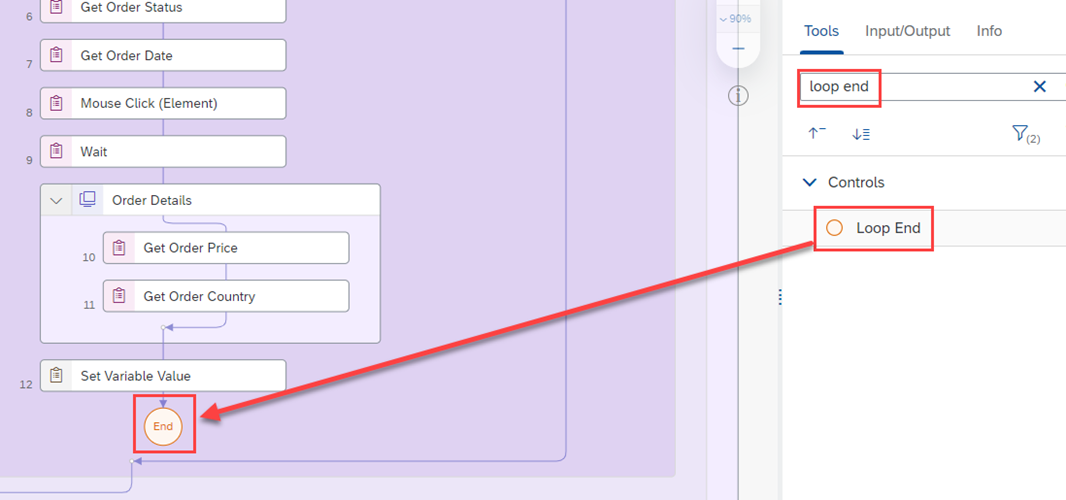 6 Get Order Status
7 Get Order Date
8 Mouse Click (Element)
9 Wait
Order Details
10 Get Order Price
11 Get Order Country
12 Set Variable Value
End
90%
Tools Input/Output Info
loop end
(2)
Controls
Loop End